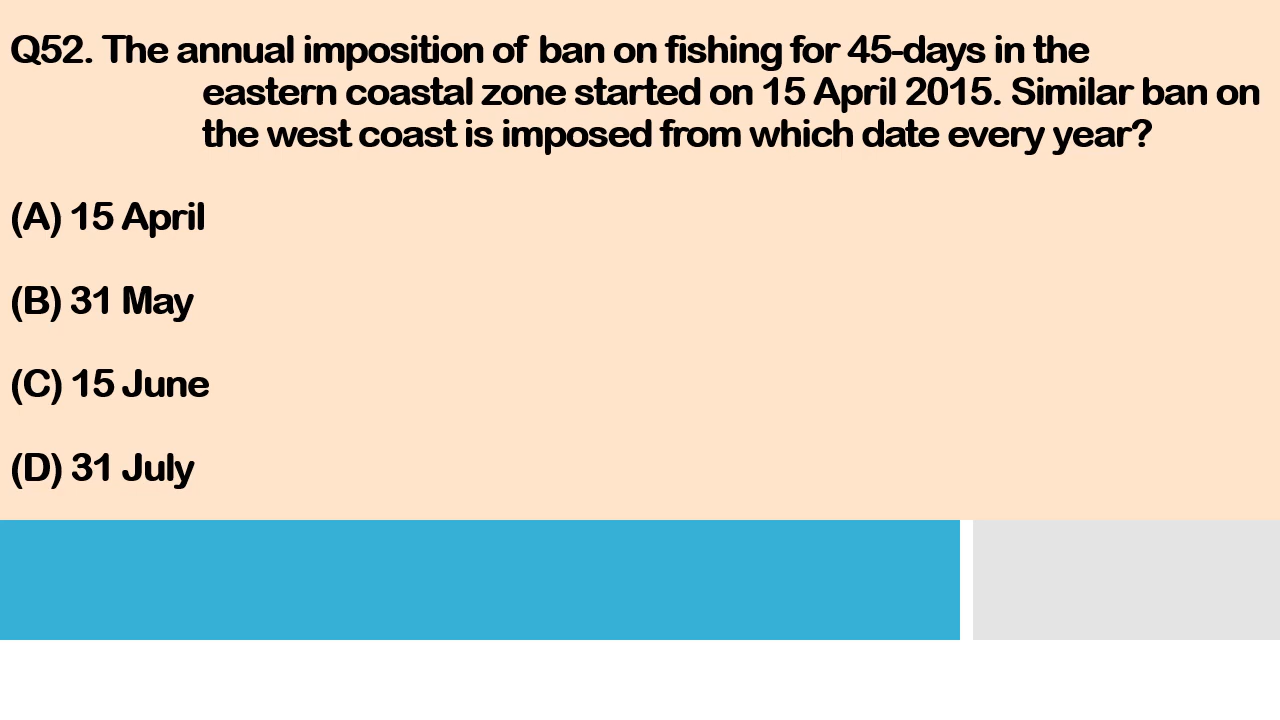 Q52. The annual imposition of ban on fishing for 45-days in the
eastern coastal zone started on 15 April 2015. Similar ban on
the west coast is imposed from which date every year?
(A) 15 April
(B) 31 May
(C) 15 June
(D) 31 July